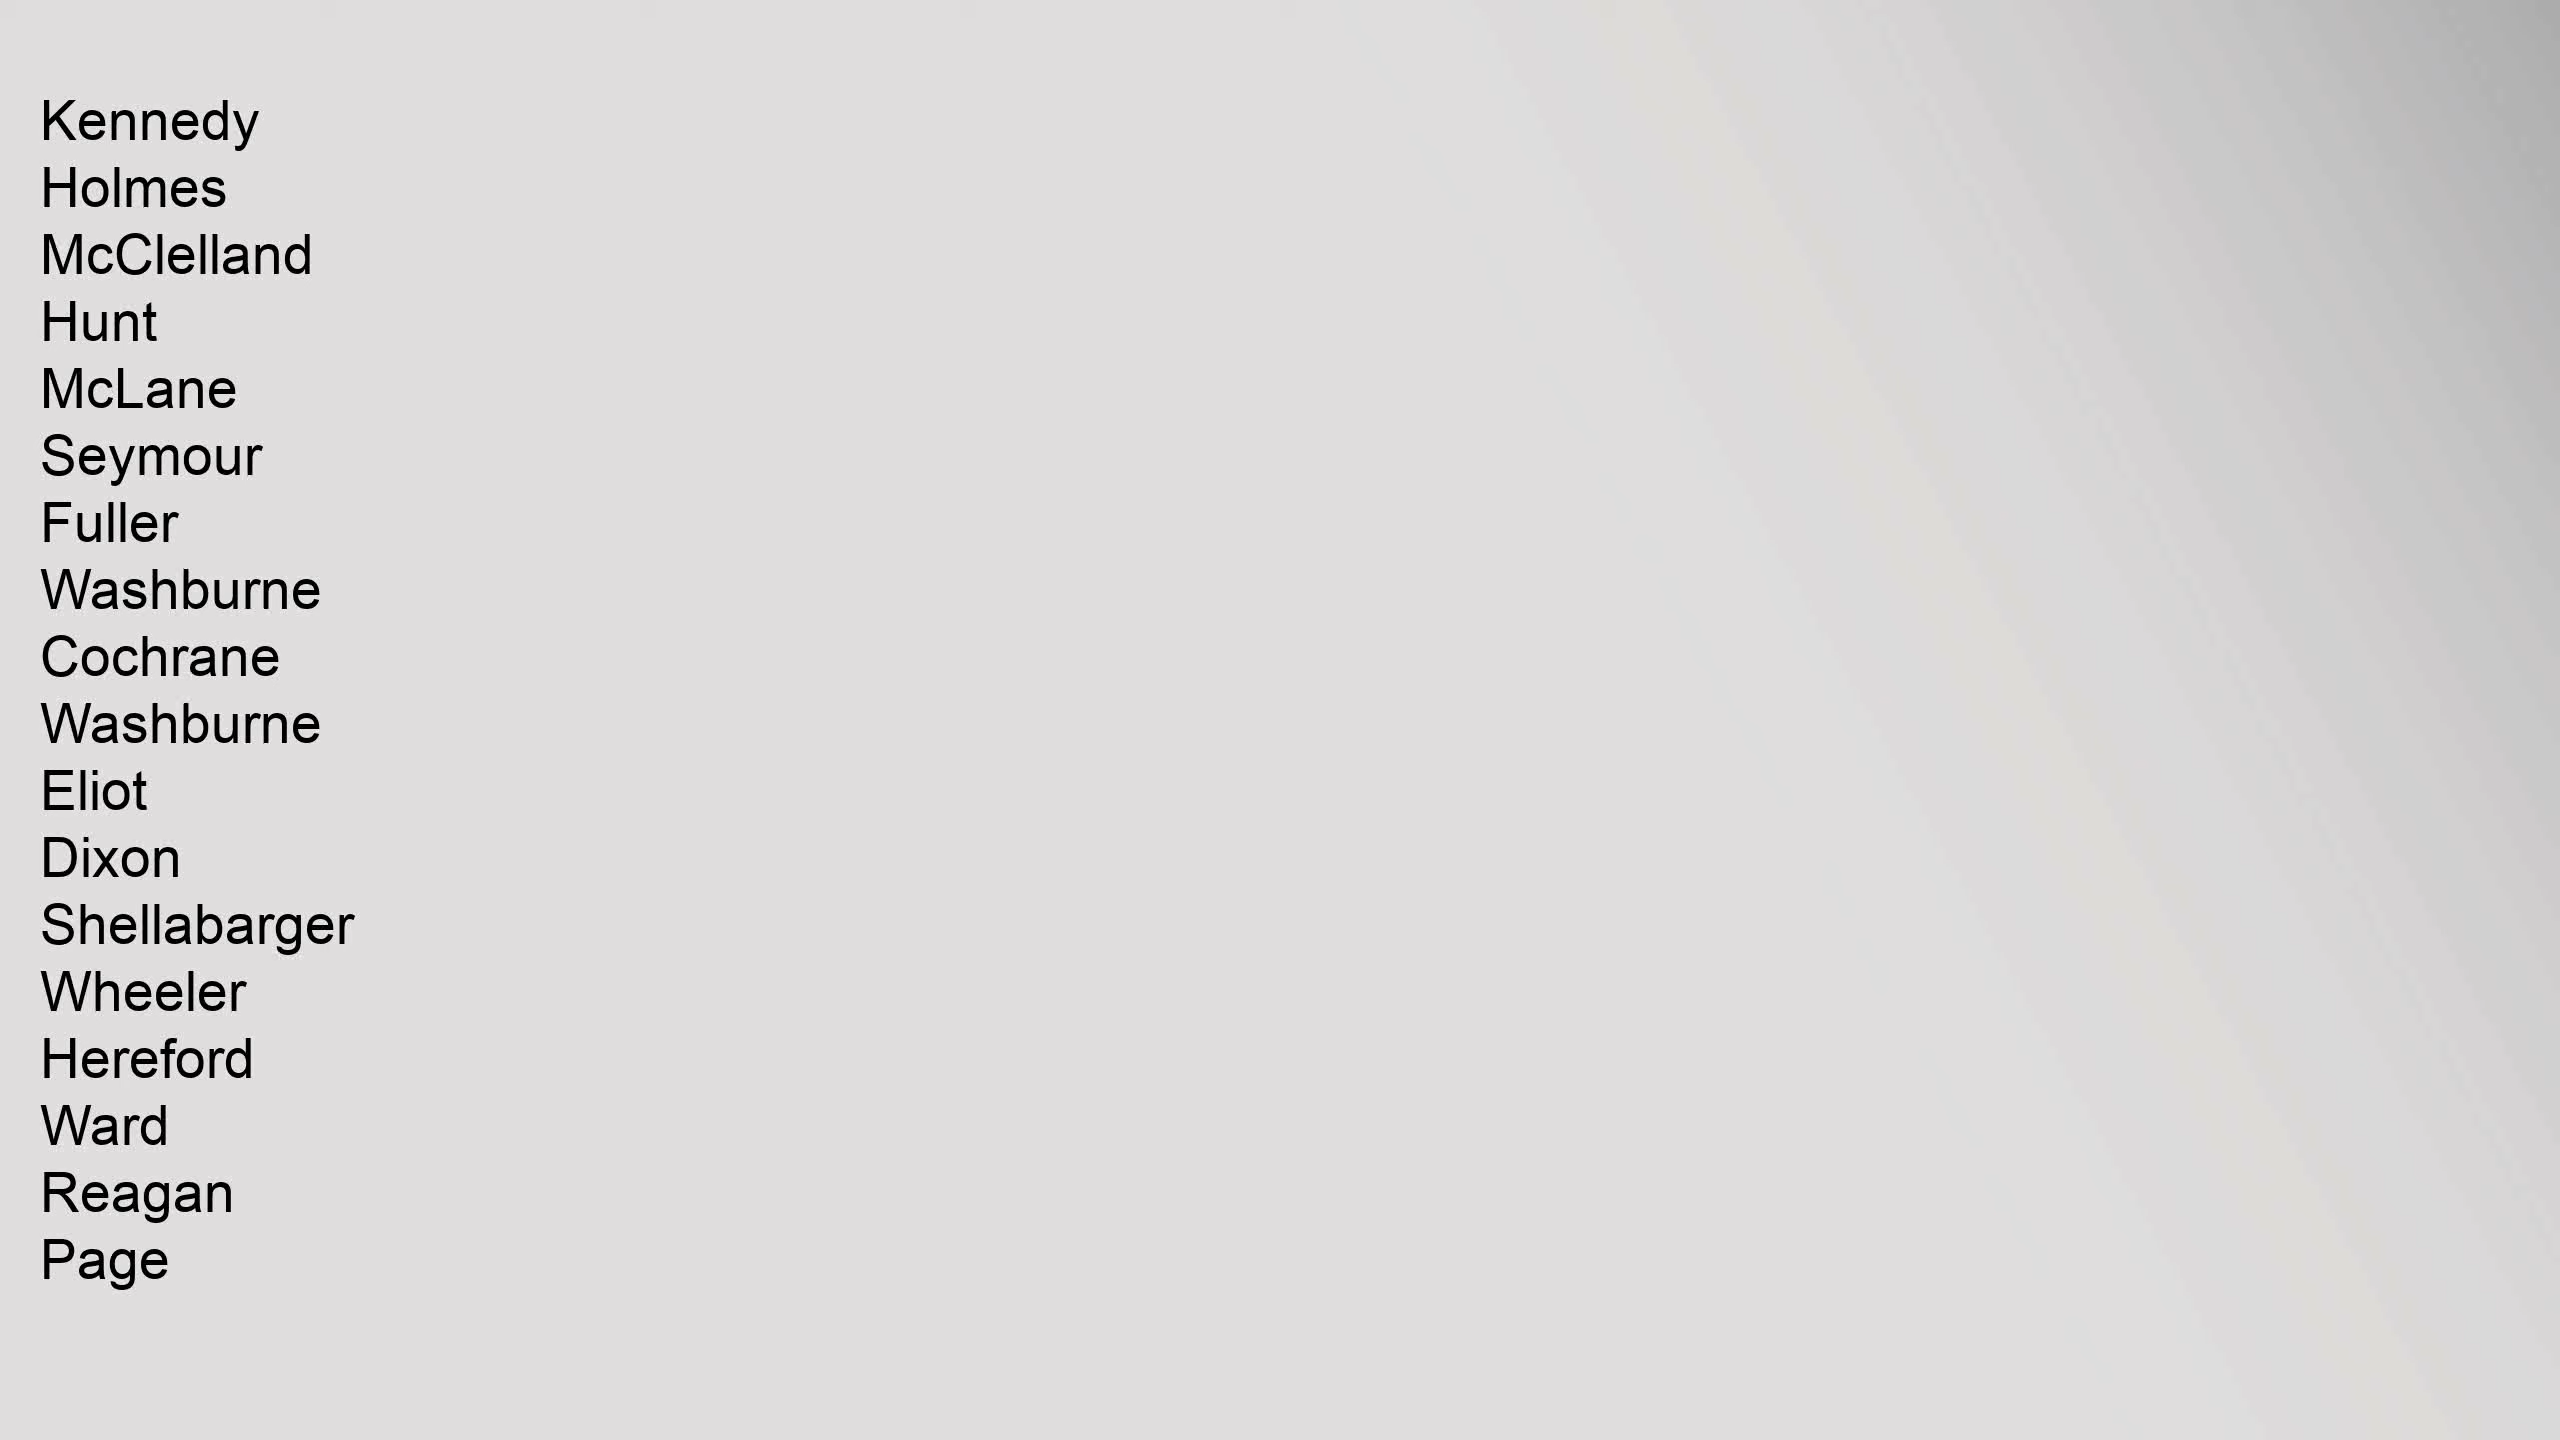 Kennedy
Holmes
McClelland
Hunt
McLane
Seymour
Fuller
Washburne
Cochrane
Washburne
Eliot
Dixon
Shellabarger
Wheeler
Hereford
Ward
Reagan
Page